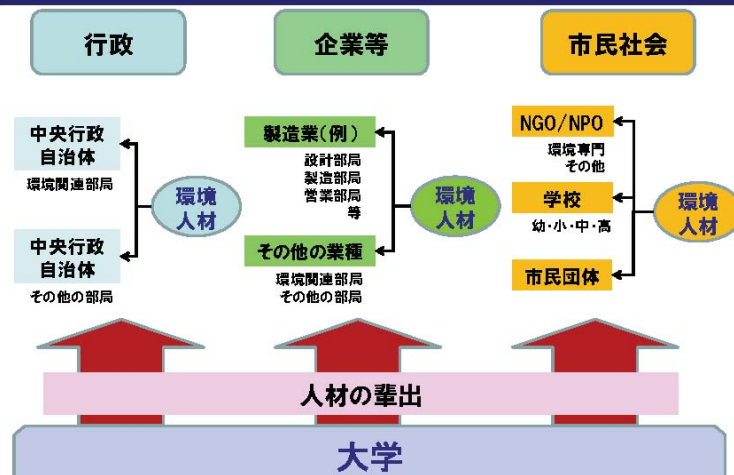 行政
企業等
市民社会
中央行政
自治体
環境関連部局
環境
人材
中央行政
自治体
その他の部局
製造業(例)
設計部局
製造部局
営業部局
等
環境
人材
その他の業種
環境関連部局
その他の部局
NGO/NPO
環境専門
その他
学校
幼・小・中・高
環境
人材
市民団体
人材の輩出
大学